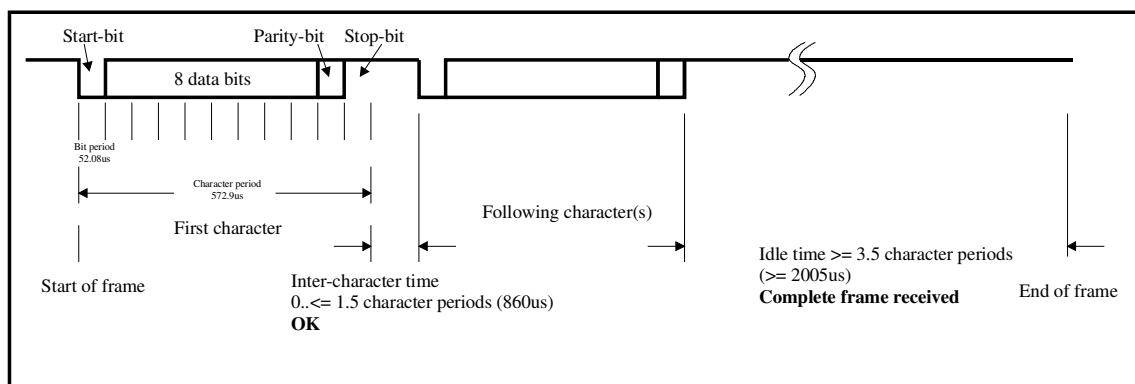 Start-bit
Parity-bit
Stop-bit
8 data bits
Bit period
52.08us
Character period
572.9us
First character
Following character(s)
Start of frame
Inter-character time
0..<= 1.5 character periods (860us)
OK
Idle time >= 3.5 character periods
(>= 2005us)
Complete frame received
End of frame